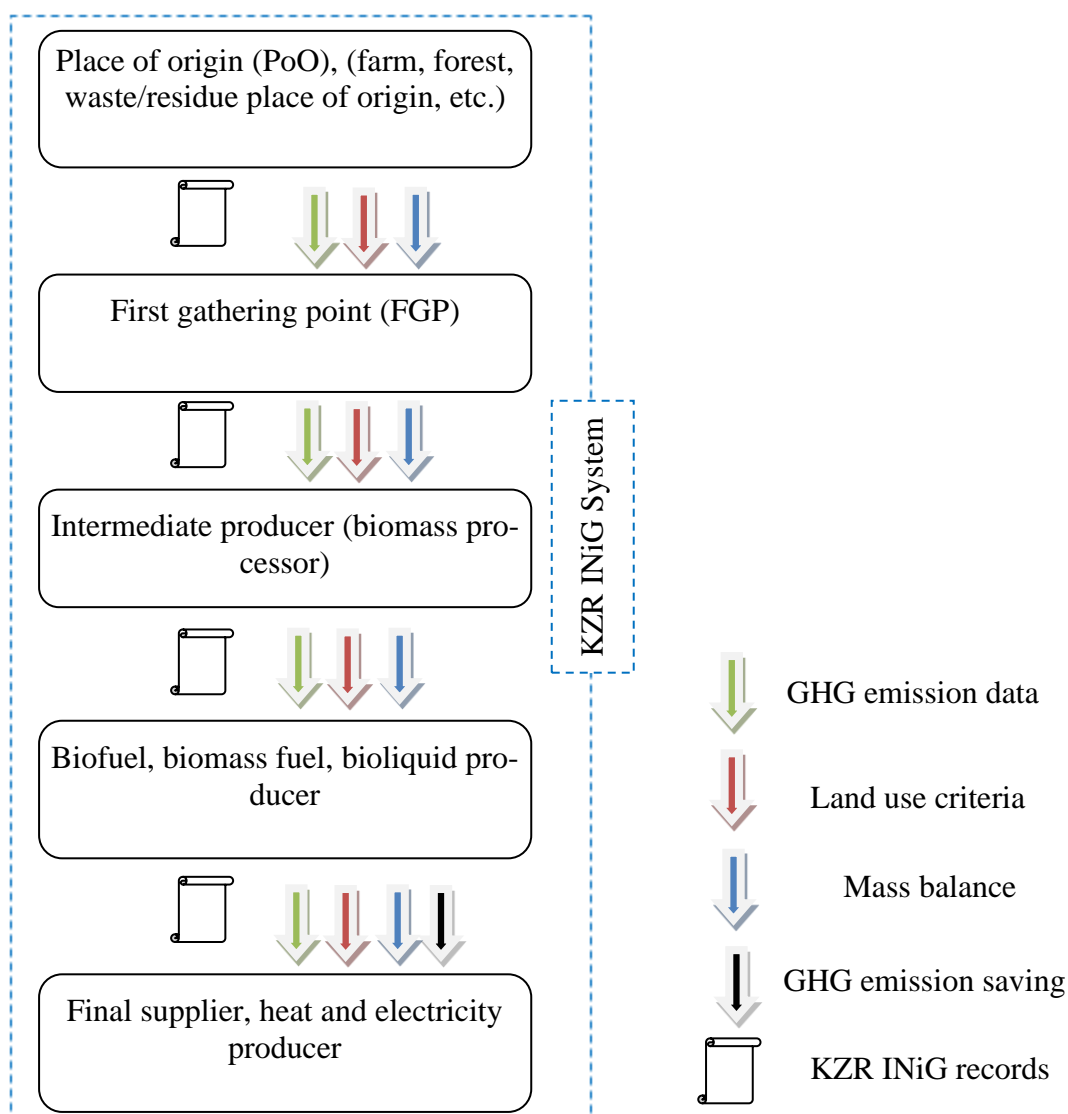 Place of origin (PoO), (farm, forest,
waste/residue place of origin, etc.)
First gathering point (FGP)
Intermediate producer (biomass pro-
cessor)
KZR INiG System
Biofuel, biomass fuel, bioliquid pro-
ducer
Final supplier, heat and electricity
producer
GHG emission data
Land use criteria
Mass balance
GHG emission saving
KZR INiG records